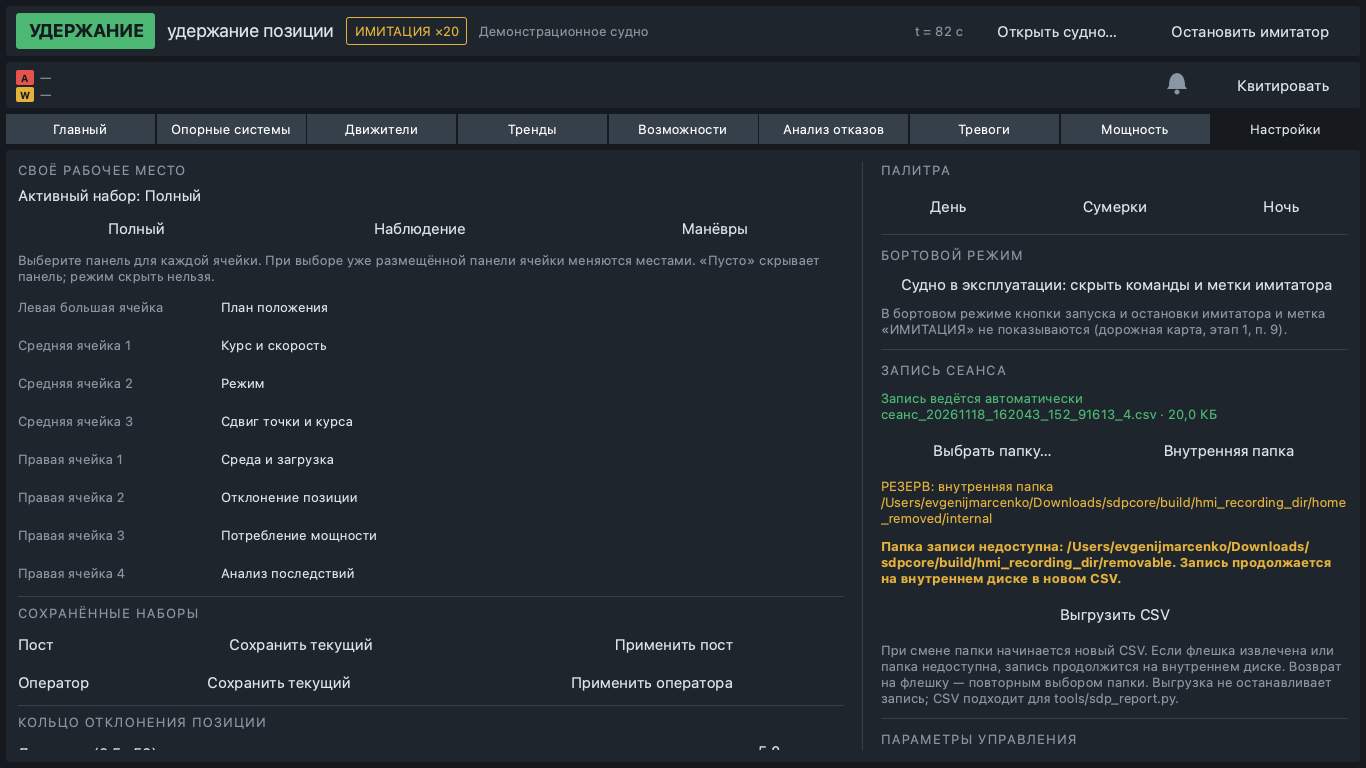 УДЕРЖАНИЕ удержание позиции ИМИТАЦИЯ ×20 Демонстрационное судно t = 82 с Открыть судно... Остановить имитатор
A —
W —
Квитировать
Главный Опорные системы Движители Тренды Возможности Анализ отказов Тревоги Мощность Настройки
СВОЁ РАБОЧЕЕ МЕСТО
Активный набор: Полный
Полный Наблюдение Манёвры
Выберите панель для каждой ячейки. При выборе уже размещённой панели ячейки меняются местами. «Пусто» скрывает
панель; режим скрыть нельзя.
Левая большая ячейка План положения
Средняя ячейка 1 Курс и скорость
Средняя ячейка 2 Режим
Средняя ячейка 3 Сдвиг точки и курса
Правая ячейка 1 Среда и загрузка
Правая ячейка 2 Отклонение позиции
Правая ячейка 3 Потребление мощности
Правая ячейка 4 Анализ последствий
СОХРАНЁННЫЕ НАБОРЫ
Пост Сохранить текущий Применить пост
Оператор Сохранить текущий Применить оператора
КОЛЬЦО ОТКЛОНЕНИЯ ПОЗИЦИИ
ПАЛИТРА
День Сумерки Ночь
БОРТОВОЙ РЕЖИМ
Судно в эксплуатации: скрыть команды и метки имитатора
В бортовом режиме кнопки запуска и остановки имитатора и метка
«ИМИТАЦИЯ» не показываются (дорожная карта, этап 1, п. 9).
ЗАПИСЬ СЕАНСА
Запись ведётся автоматически
сеанс_20261118_162043_152_91613_4.csv · 20,0 КБ
Выбрать папку... Внутренняя папка
РЕЗЕРВ: внутренняя папка
/Users/evgenijmarcenko/Downloads/sdpcore/build/hmi_recording_dir/home
_removed/internal
Папка записи недоступна: /Users/evgenijmarcenko/Downloads/
sdpcore/build/hmi_recording_dir/removable. Запись продолжается
на внутреннем диске в новом CSV.
Выгрузить CSV
При смене папки начинается новый CSV. Если флешка извлечена или
папка недоступна, запись продолжится на внутреннем диске. Возврат
на флешку — повторным выбором папки. Выгрузка не останавливает
запись; CSV подходит для tools/sdp_report.py.
ПАРАМЕТРЫ УПРАВЛЕНИЯ